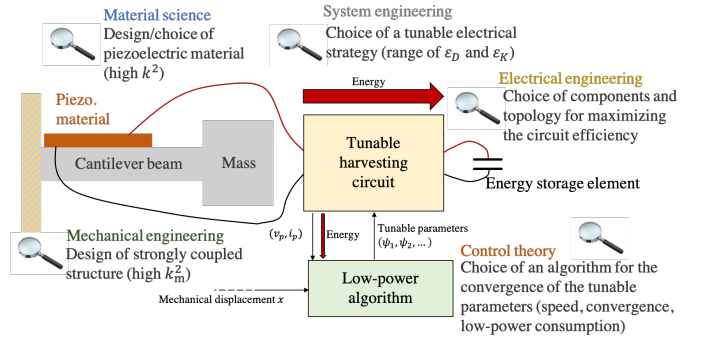 Material science
Design/choice of
piezoelectric material
(high k²)
System engineering
Choice of a tunable electrical
strategy (range of ε_D and ε_K)
Energy
Electrical engineering
Choice of components and
topology for maximizing
the circuit efficiency
Piezo.
material
Cantilever beam
Mass
Tunable
harvesting
circuit
Energy storage element
Mechanical engineering
Design of strongly coupled
structure (high k_m²)
(v_p, i_p)
Energy
Tunable parameters
(ψ₁, ψ₂, …)
Low-power
algorithm
Mechanical displacement x
Control theory
Choice of an algorithm for the
convergence of the tunable
parameters (speed, convergence,
low-power consumption)